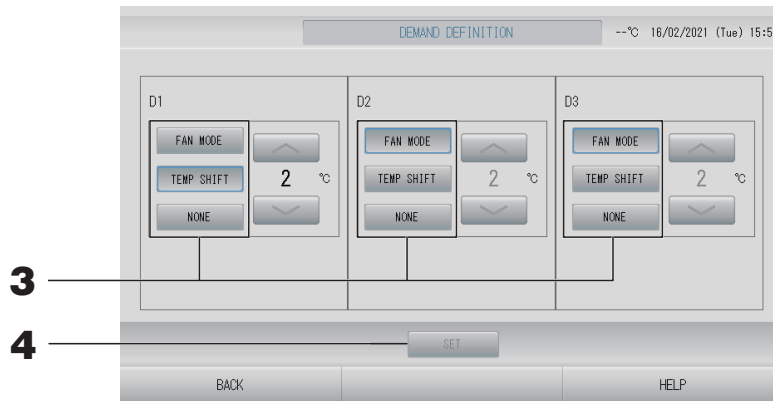 DEMAND DEFINITION
--℃ 16/02/2021 (Tue) 15:5
D1
FAN MODE
TEMP SHIFT
NONE
2 ℃
D2
FAN MODE
TEMP SHIFT
NONE
2 ℃
D3
FAN MODE
TEMP SHIFT
NONE
2 ℃
3
4
SET
BACK
HELP